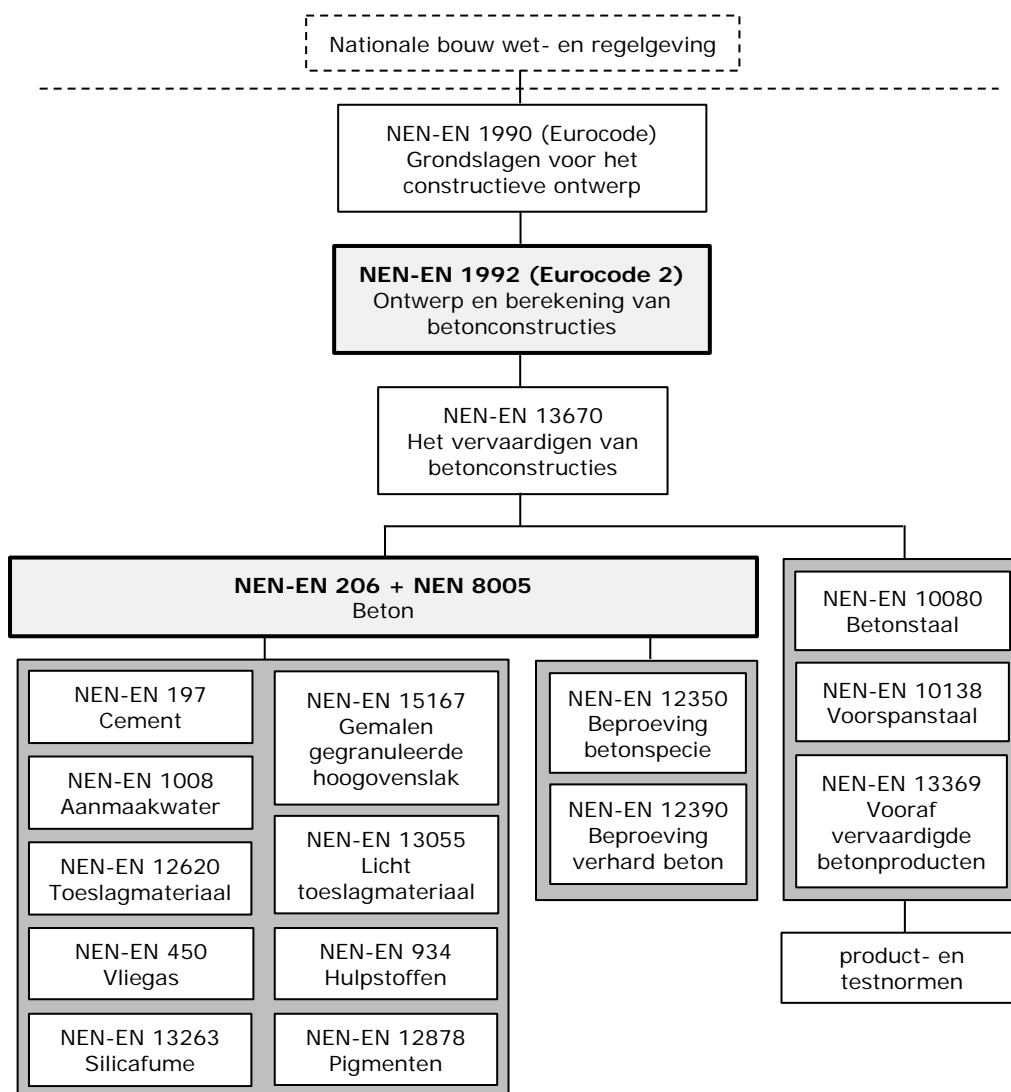 Nationale bouw wet- en regelgeving
NEN-EN 1990 (Eurocode)
Grondslagen voor het
constructieve ontwerp
NEN-EN 1992 (Eurocode 2)
Ontwerp en berekening van
betonconstructies
NEN-EN 13670
Het vervaardigen van
betonconstructies
NEN-EN 206 + NEN 8005
Beton
NEN-EN 197
Cement
NEN-EN 1008
Aanmaakwater
NEN-EN 12620
Toeslagmateriaal
NEN-EN 450
Vliegas
NEN-EN 13263
Silicafume
NEN-EN 15167
Gemalen
gegranuleerde
hoogovenslak
NEN-EN 13055
Licht
toeslagmateriaal
NEN-EN 934
Hulpstoffen
NEN-EN 12878
Pigmenten
NEN-EN 12350
Beproeving
betonspecie
NEN-EN 12390
Beproeving
verhard beton
NEN-EN 10080
Betonstaal
NEN-EN 10138
Voorspanstaal
NEN-EN 13369
Vooraf
vervaardigde
betonproducten
product- en
testnormen